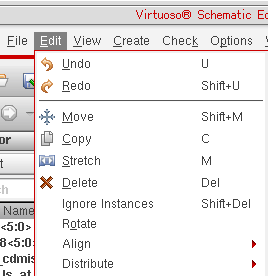 Virtuoso® Schematic Ed
File Edit View Create Check Options
Undo U
Redo Shift+U
Move Shift+M
or
Copy C
t
Stretch M
ch
Delete Del
Name
Ignore Instances Shift+Del
<5:0>
Rotate
8<5:0>
Align
_cdmis
Distribute